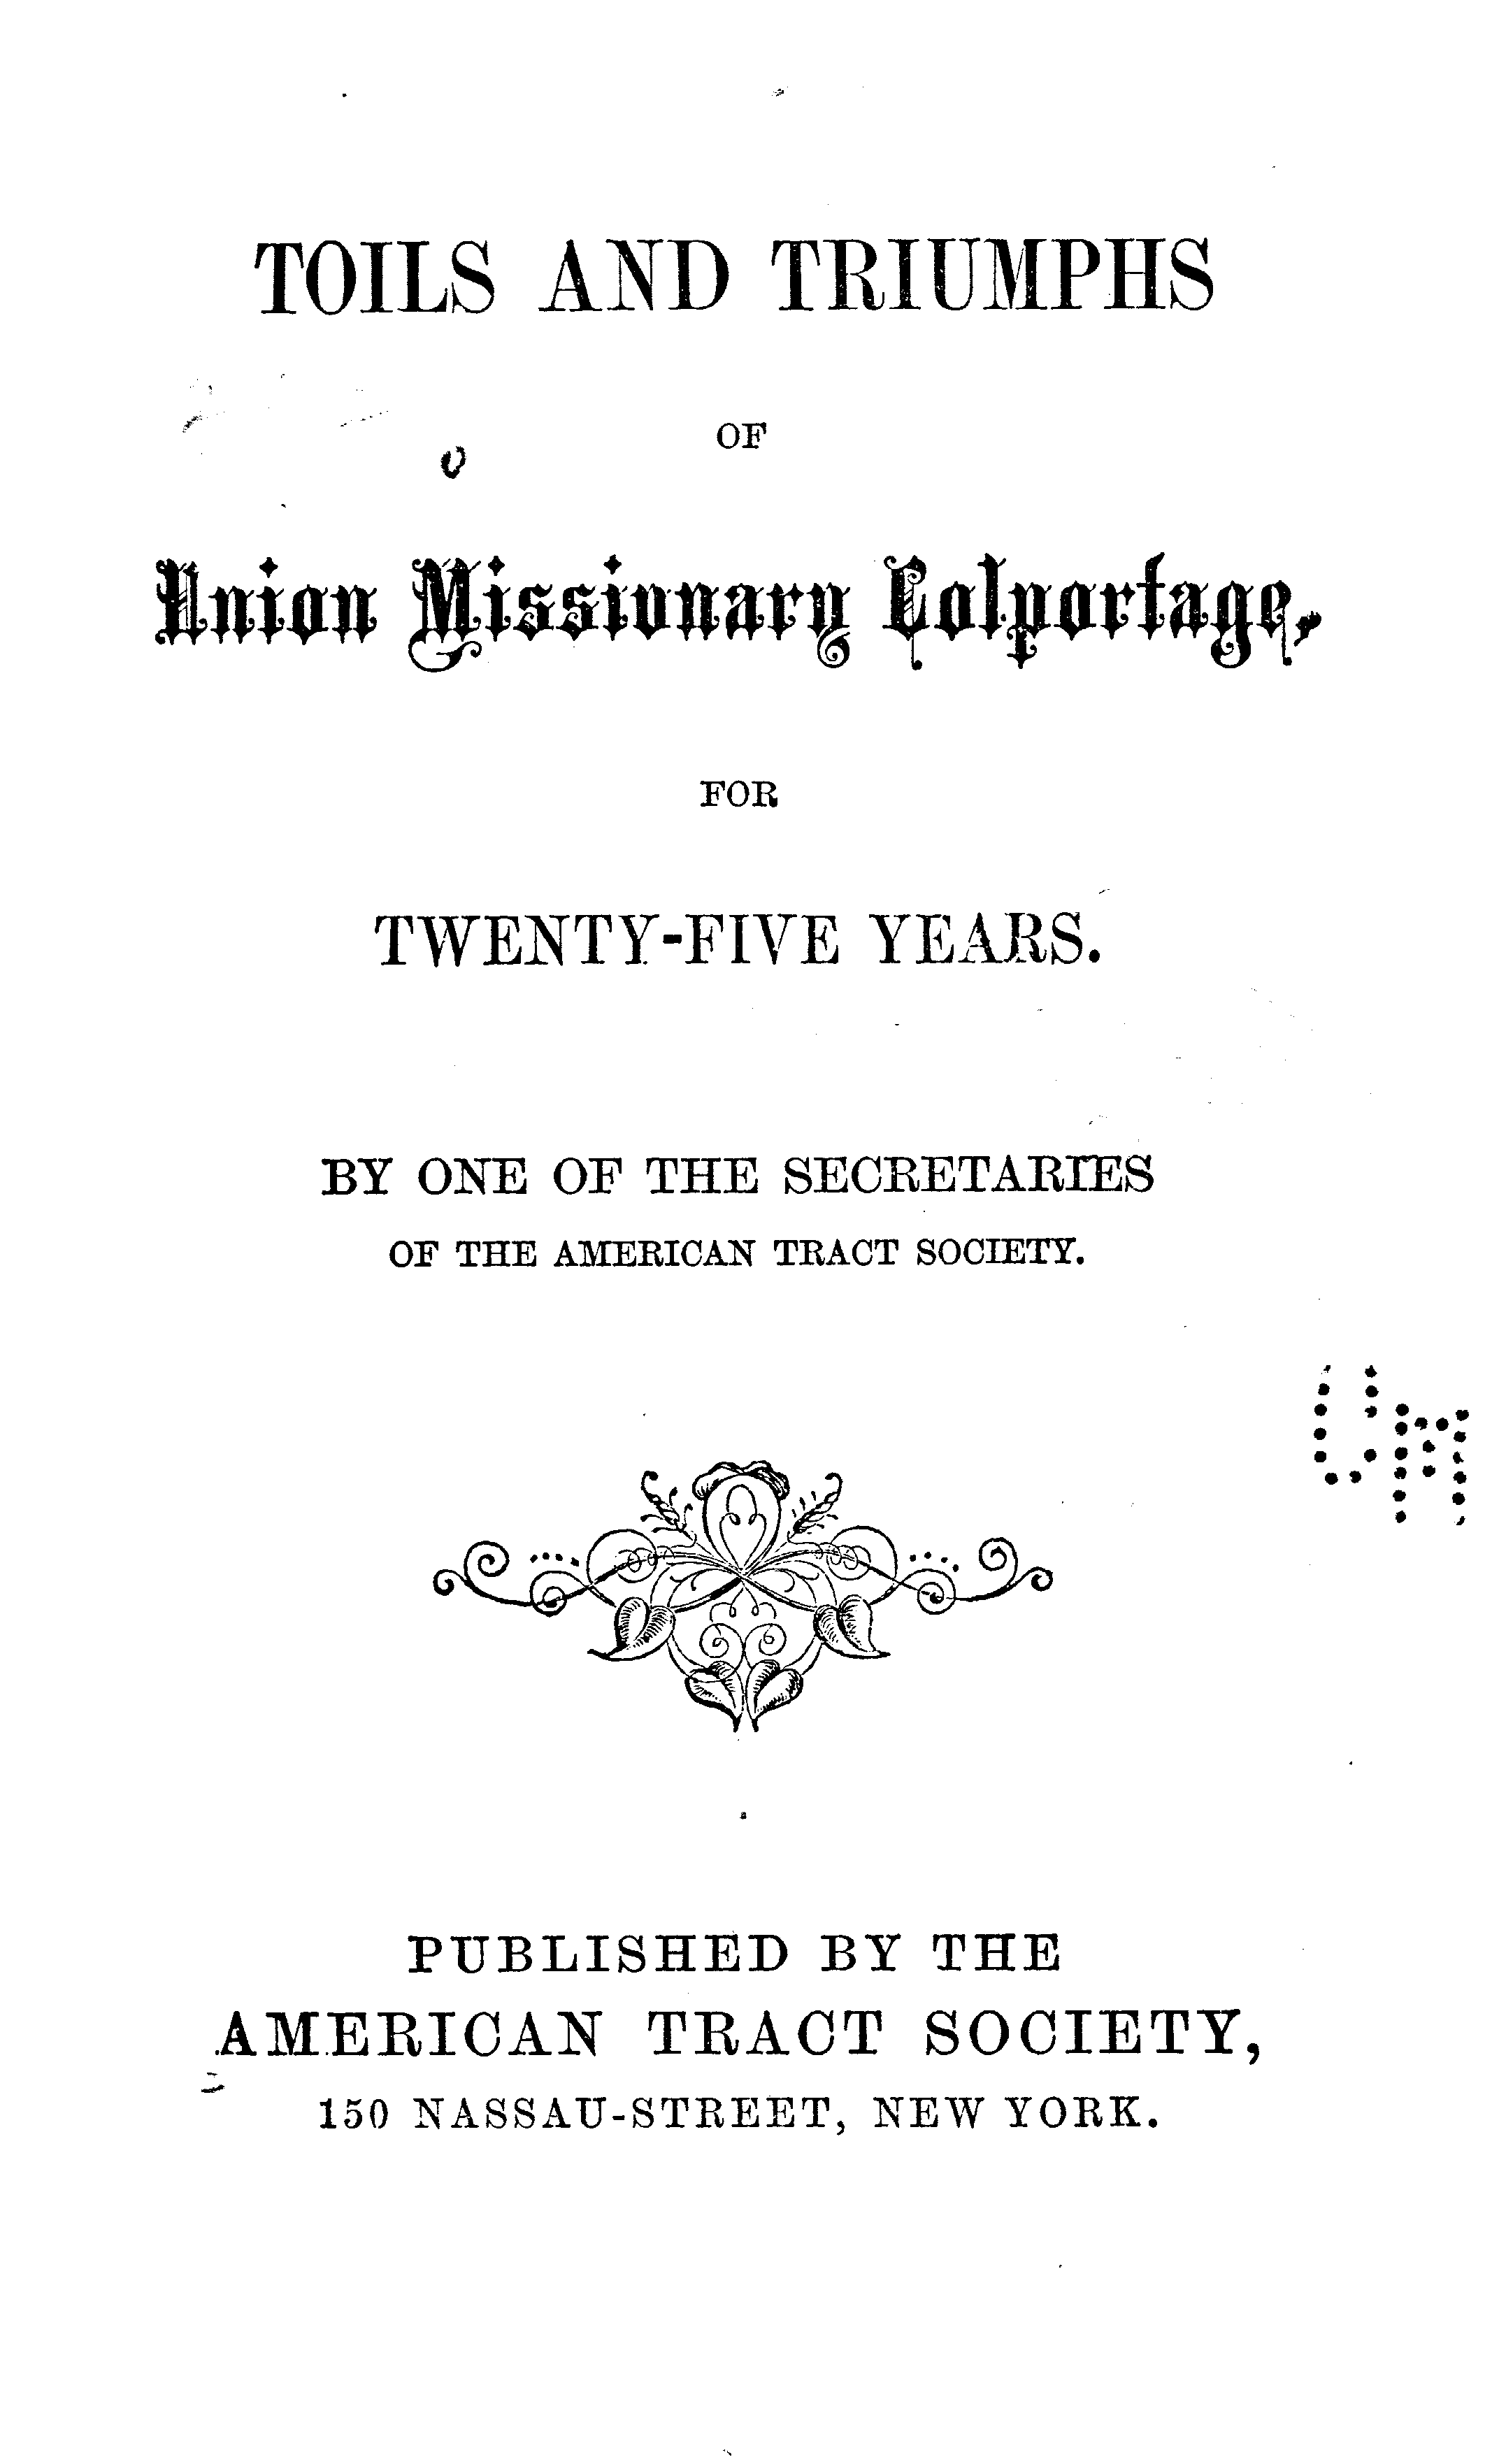 TOILS AND TRIUMPHS
OF
Union Missionary Colportage,
FOR
TWENTY-FIVE YEARS.
BY ONE OF THE SECRETARIES
OF THE AMERICAN TRACT SOCIETY.
PUBLISHED BY THE
AMERICAN TRACT SOCIETY,
150 NASSAU-STREET, NEW YORK.